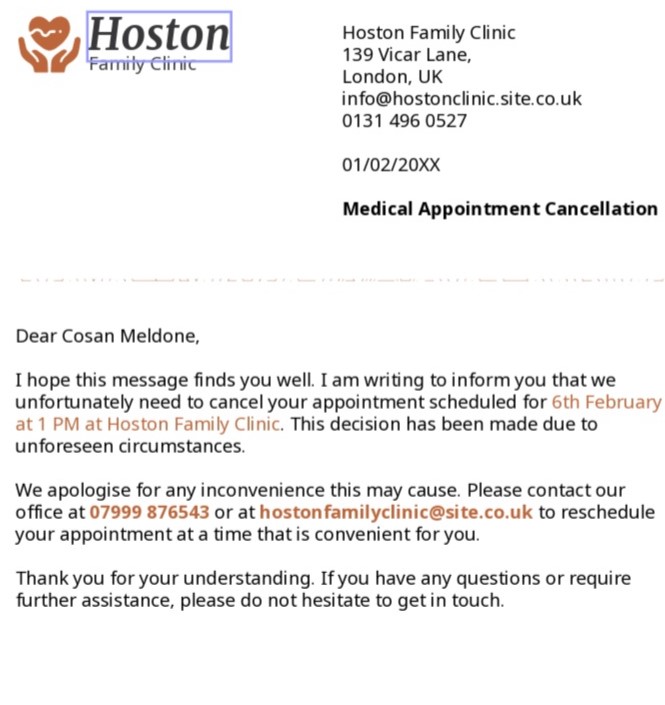 Hoston
Family Clinic
Hoston Family Clinic
139 Vicar Lane,
London, UK
info@hostonclinic.site.co.uk
0131 496 0527
01/02/20XX
Medical Appointment Cancellation
Dear Cosan Meldone,
I hope this message finds you well. I am writing to inform you that we
unfortunately need to cancel your appointment scheduled for 6th February
at 1 PM at Hoston Family Clinic. This decision has been made due to
unforeseen circumstances.
We apologise for any inconvenience this may cause. Please contact our
office at 07999 876543 or at hostonfamilyclinic@site.co.uk to reschedule
your appointment at a time that is convenient for you.
Thank you for your understanding. If you have any questions or require
further assistance, please do not hesitate to get in touch.